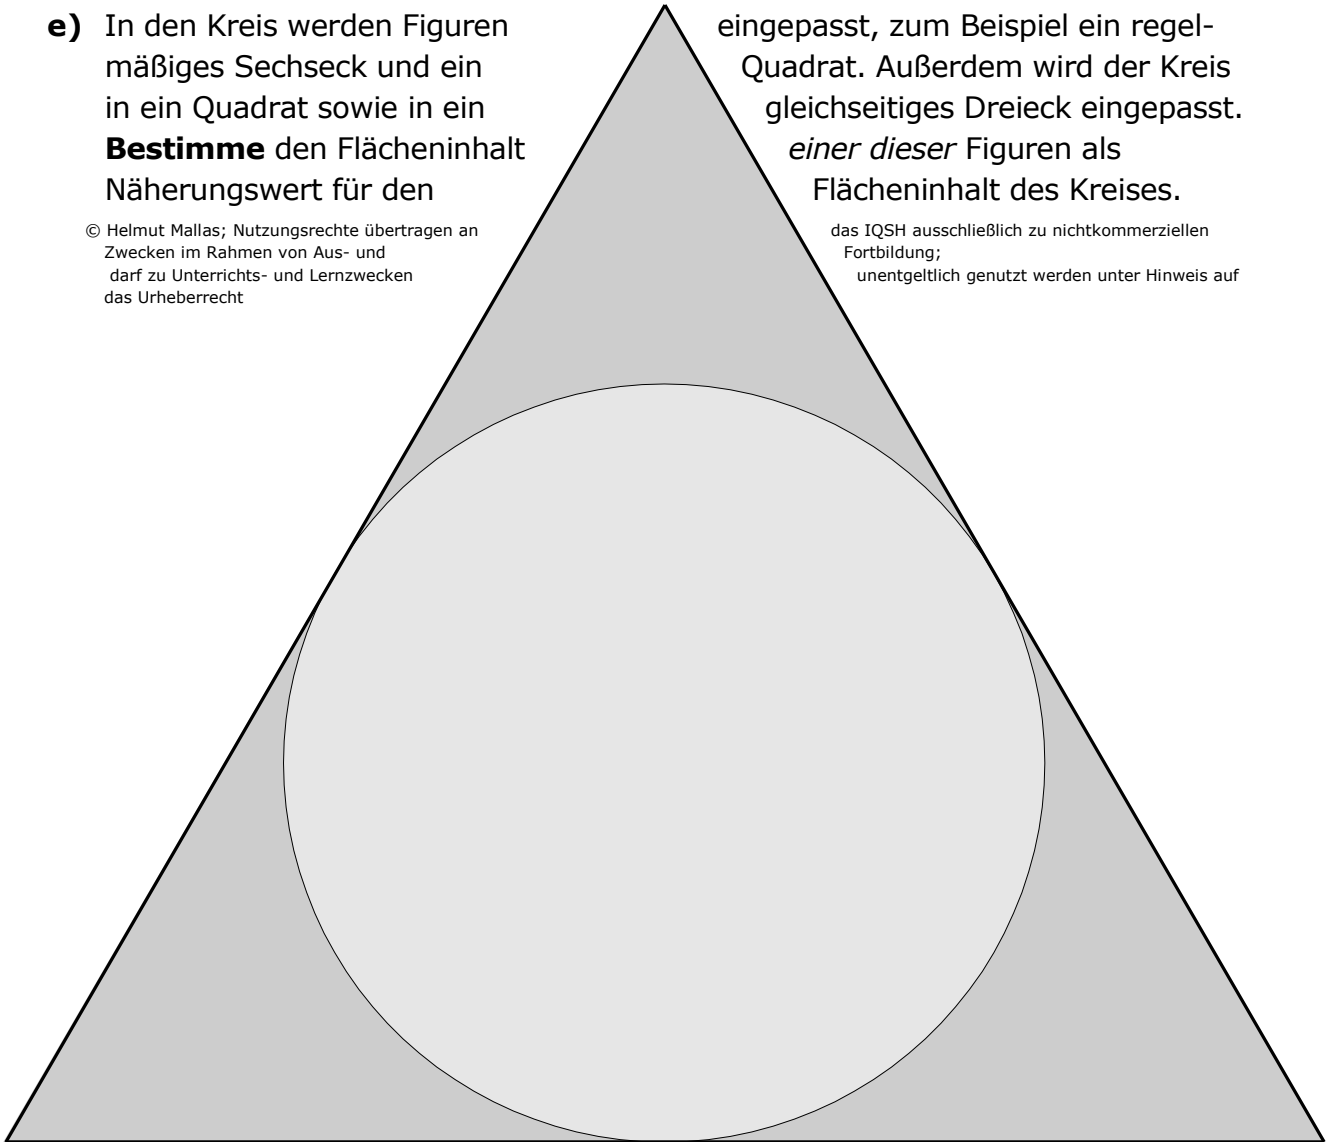 e) In den Kreis werden Figuren eingepasst, zum Beispiel ein regel-
mäßiges Sechseck und ein Quadrat. Außerdem wird der Kreis
in ein Quadrat sowie in ein gleichseitiges Dreieck eingepasst.
Bestimme den Flächeninhalt einer dieser Figuren als
Näherungswert für den Flächeninhalt des Kreises.
© Helmut Mallas; Nutzungsrechte übertragen an das IQSH ausschließlich zu nichtkommerziellen
Zwecken im Rahmen von Aus- und Fortbildung;
darf zu Unterrichts- und Lernzwecken unentgeltlich genutzt werden unter Hinweis auf
das Urheberrecht